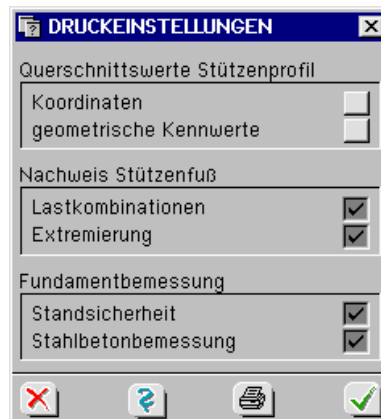 DRUCKEINSTELLUNGEN
Querschnittswerte Stützenprofil
Koordinaten
geometrische Kennwerte
Nachweis Stützenfuß
Lastkombinationen
Extremierung
Fundamentbemessung
Standsicherheit
Stahlbetonbemessung